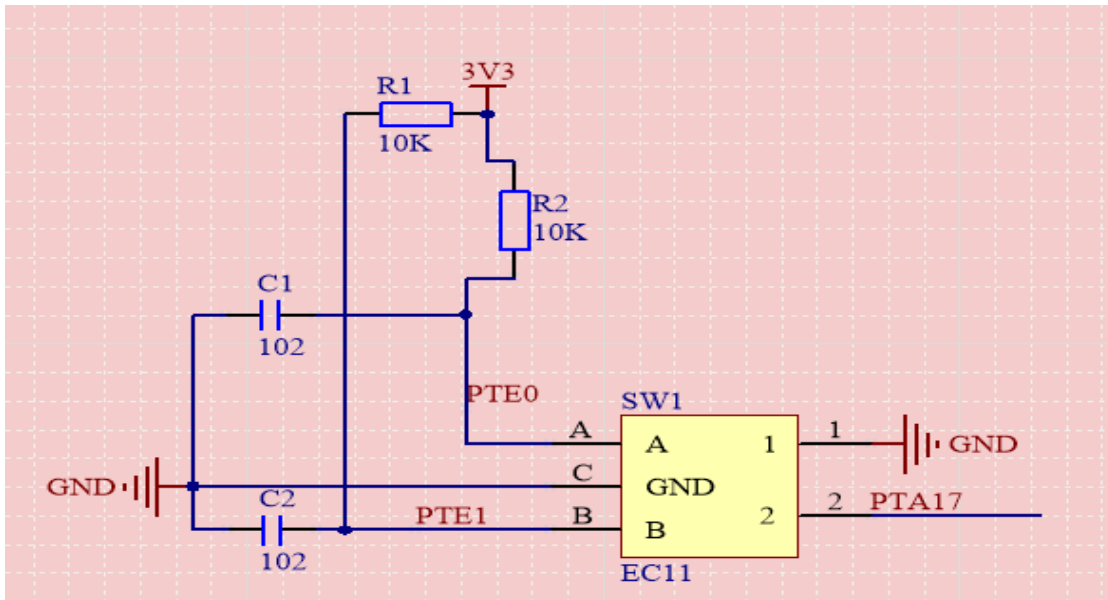 3V3
R1
10K
R2
10K
C1
102
PTE0
SW1
A
A
1
1
GND
C
GND
GND
C2
2
PTA17
PTE1
B
B
2
102
EC11